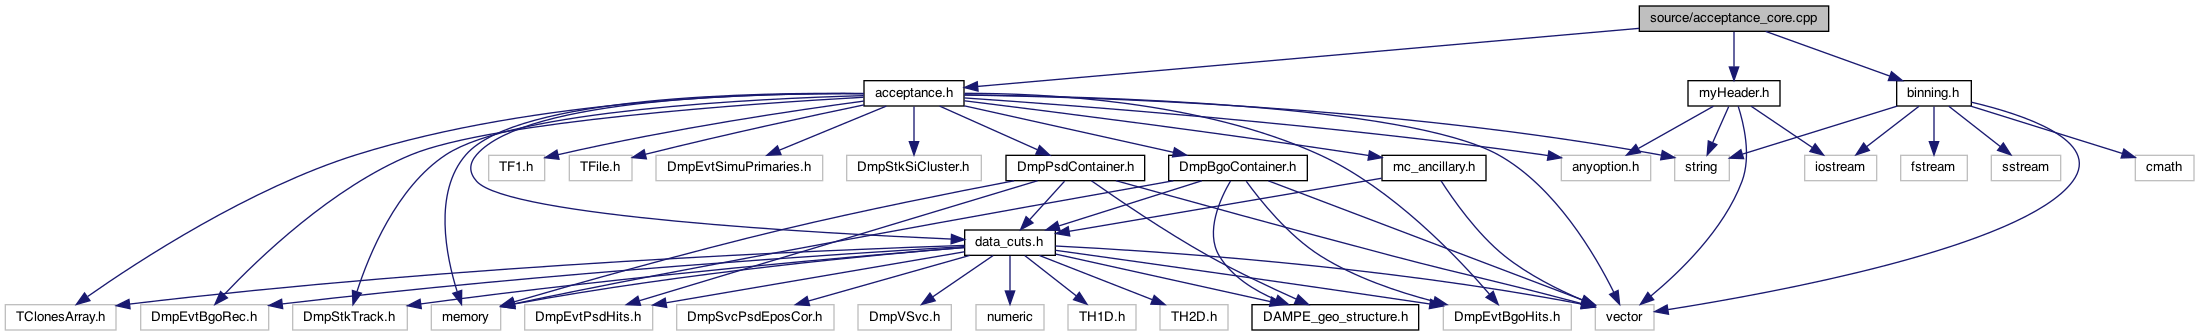 source/acceptance_core.cpp
acceptance.h
myHeader.h
binning.h
TF1.h
TFile.h
DmpEvtSimuPrimaries.h
DmpStkSiCluster.h
DmpPsdContainer.h
DmpBgoContainer.h
mc_ancillary.h
anyoption.h
string
iostream
fstream
sstream
cmath
data_cuts.h
TClonesArray.h
DmpEvtBgoRec.h
DmpStkTrack.h
memory
DmpEvtPsdHits.h
DmpSvcPsdEposCor.h
DmpVSvc.h
numeric
TH1D.h
TH2D.h
DAMPE_geo_structure.h
DmpEvtBgoHits.h
vector